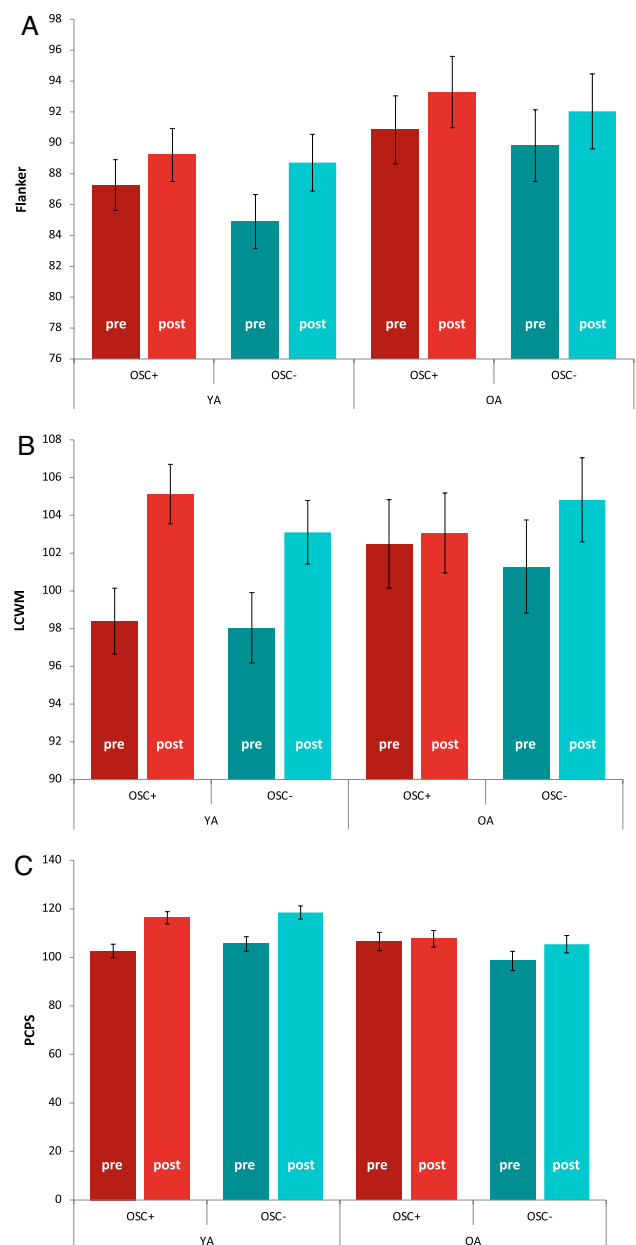 A
98
96
94
92
90
88
86
84
82
80
78
76
Flanker
pre post pre post pre post pre post
OSC+ OSC- OSC+ OSC-
YA OA
B
108
106
104
102
100
98
96
94
92
90
LCWM
pre post pre post pre post pre post
OSC+ OSC- OSC+ OSC-
YA OA
C
140
120
100
80
60
40
20
0
PCPS
pre post pre post pre post pre post
OSC+ OSC- OSC+ OSC-
YA OA